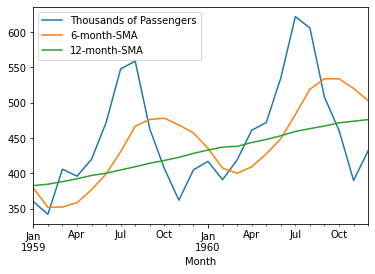 Thousands of Passengers
6-month-SMA
12-month-SMA
600
550
500
450
400
350
Jan Apr Jul Oct Jan Apr Jul Oct
1959 1960
Month